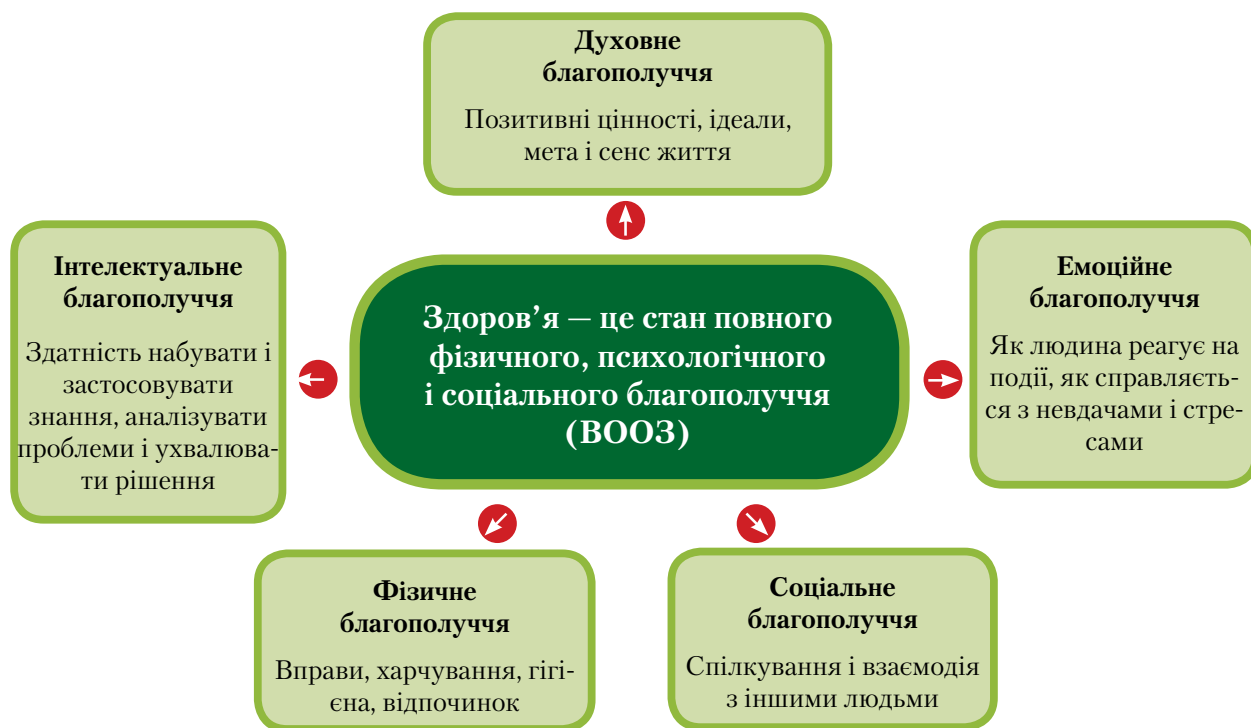 Духовне
благополуччя
Позитивні цінності, ідеали,
мета і сенс життя
Інтелектуальне
благополуччя
Здатність набувати і
застосовувати
знання, аналізувати
проблеми і ухвалюва-
ти рішення
Здоров’я — це стан повного
фізичного, психологічного
і соціального благополуччя
(ВООЗ)
Емоційне
благополуччя
Як людина реагує на
події, як справляєть-
ся з невдачами і стре-
сами
Фізичне
благополуччя
Вправи, харчування, гігі-
єна, відпочинок
Соціальне
благополуччя
Спілкування і взаємодія
з іншими людьми